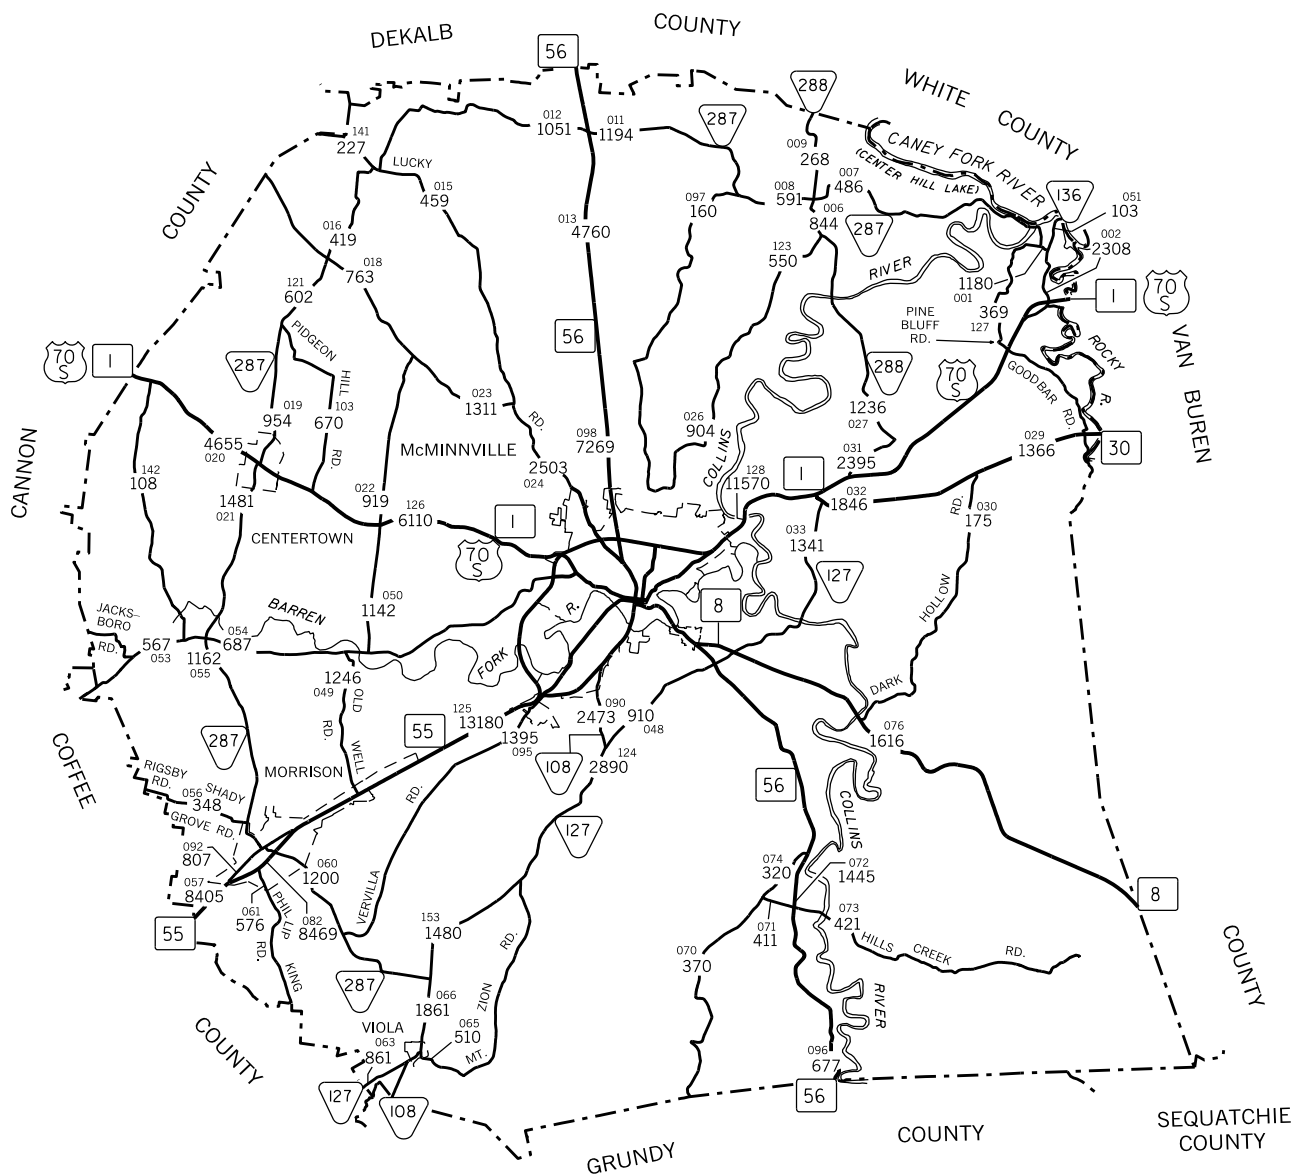 DEKALB
COUNTY
56
288
WHITE
COUNTY
287
CANEY FORK RIVER
(CENTER HILL LAKE)
136
051
103
002
2308
141
227
LUCKY
015
459
012
1051
011
1194
009
268
007
486
008
591
006
844
287
097
160
013
4760
123
550
016
419
018
763
COUNTY
121
602
RIVER
1180
001
369
127
PINE
BLUFF
RD.
1
70
S
56
PIDGEON
HILL
RD.
287
70
S
1
ROCKY
R.
VAN BUREN
GOODBAR RD.
288
70
S
019
954
103
670
023
1311
RD.
1236
027
026
904
4655
020
McMINNVILLE
098
7269
COLLINS
029
1366
30
031
2395
CANNON
142
108
1481
021
022
919
126
6110
2503
024
128
11570
1
032
1846
RD.
030
175
CENTERTOWN
1
70
S
033
1341
127
8
HOLLOW
DARK
JACKS-
BORO
RD.
567
053
054
687
BARREN
050
1142
R.
1162
055
1246
049
FORK
OLD
WELL
RD.
125
13180
1395
095
090
2473
910
048
076
1616
55
287
108
124
2890
COFFEE
RIGSBY
RD.
SHADY
GROVE RD.
056
348
MORRISON
RD.
56
COLLINS
127
092
807
060
1200
074
320
072
1445
057
8405
55
061
576
PHILLIP
KING
RD.
082
8469
VERVILLA
153
1480
071
411
073
421
HILLS
CREEK
RD.
8
070
370
COUNTY
287
066
1861
RD.
ZION
MT.
065
510
VIOLA
063
861
RIVER
COUNTY
127
108
096
677
56
GRUNDY
COUNTY
SEQUATCHIE
COUNTY